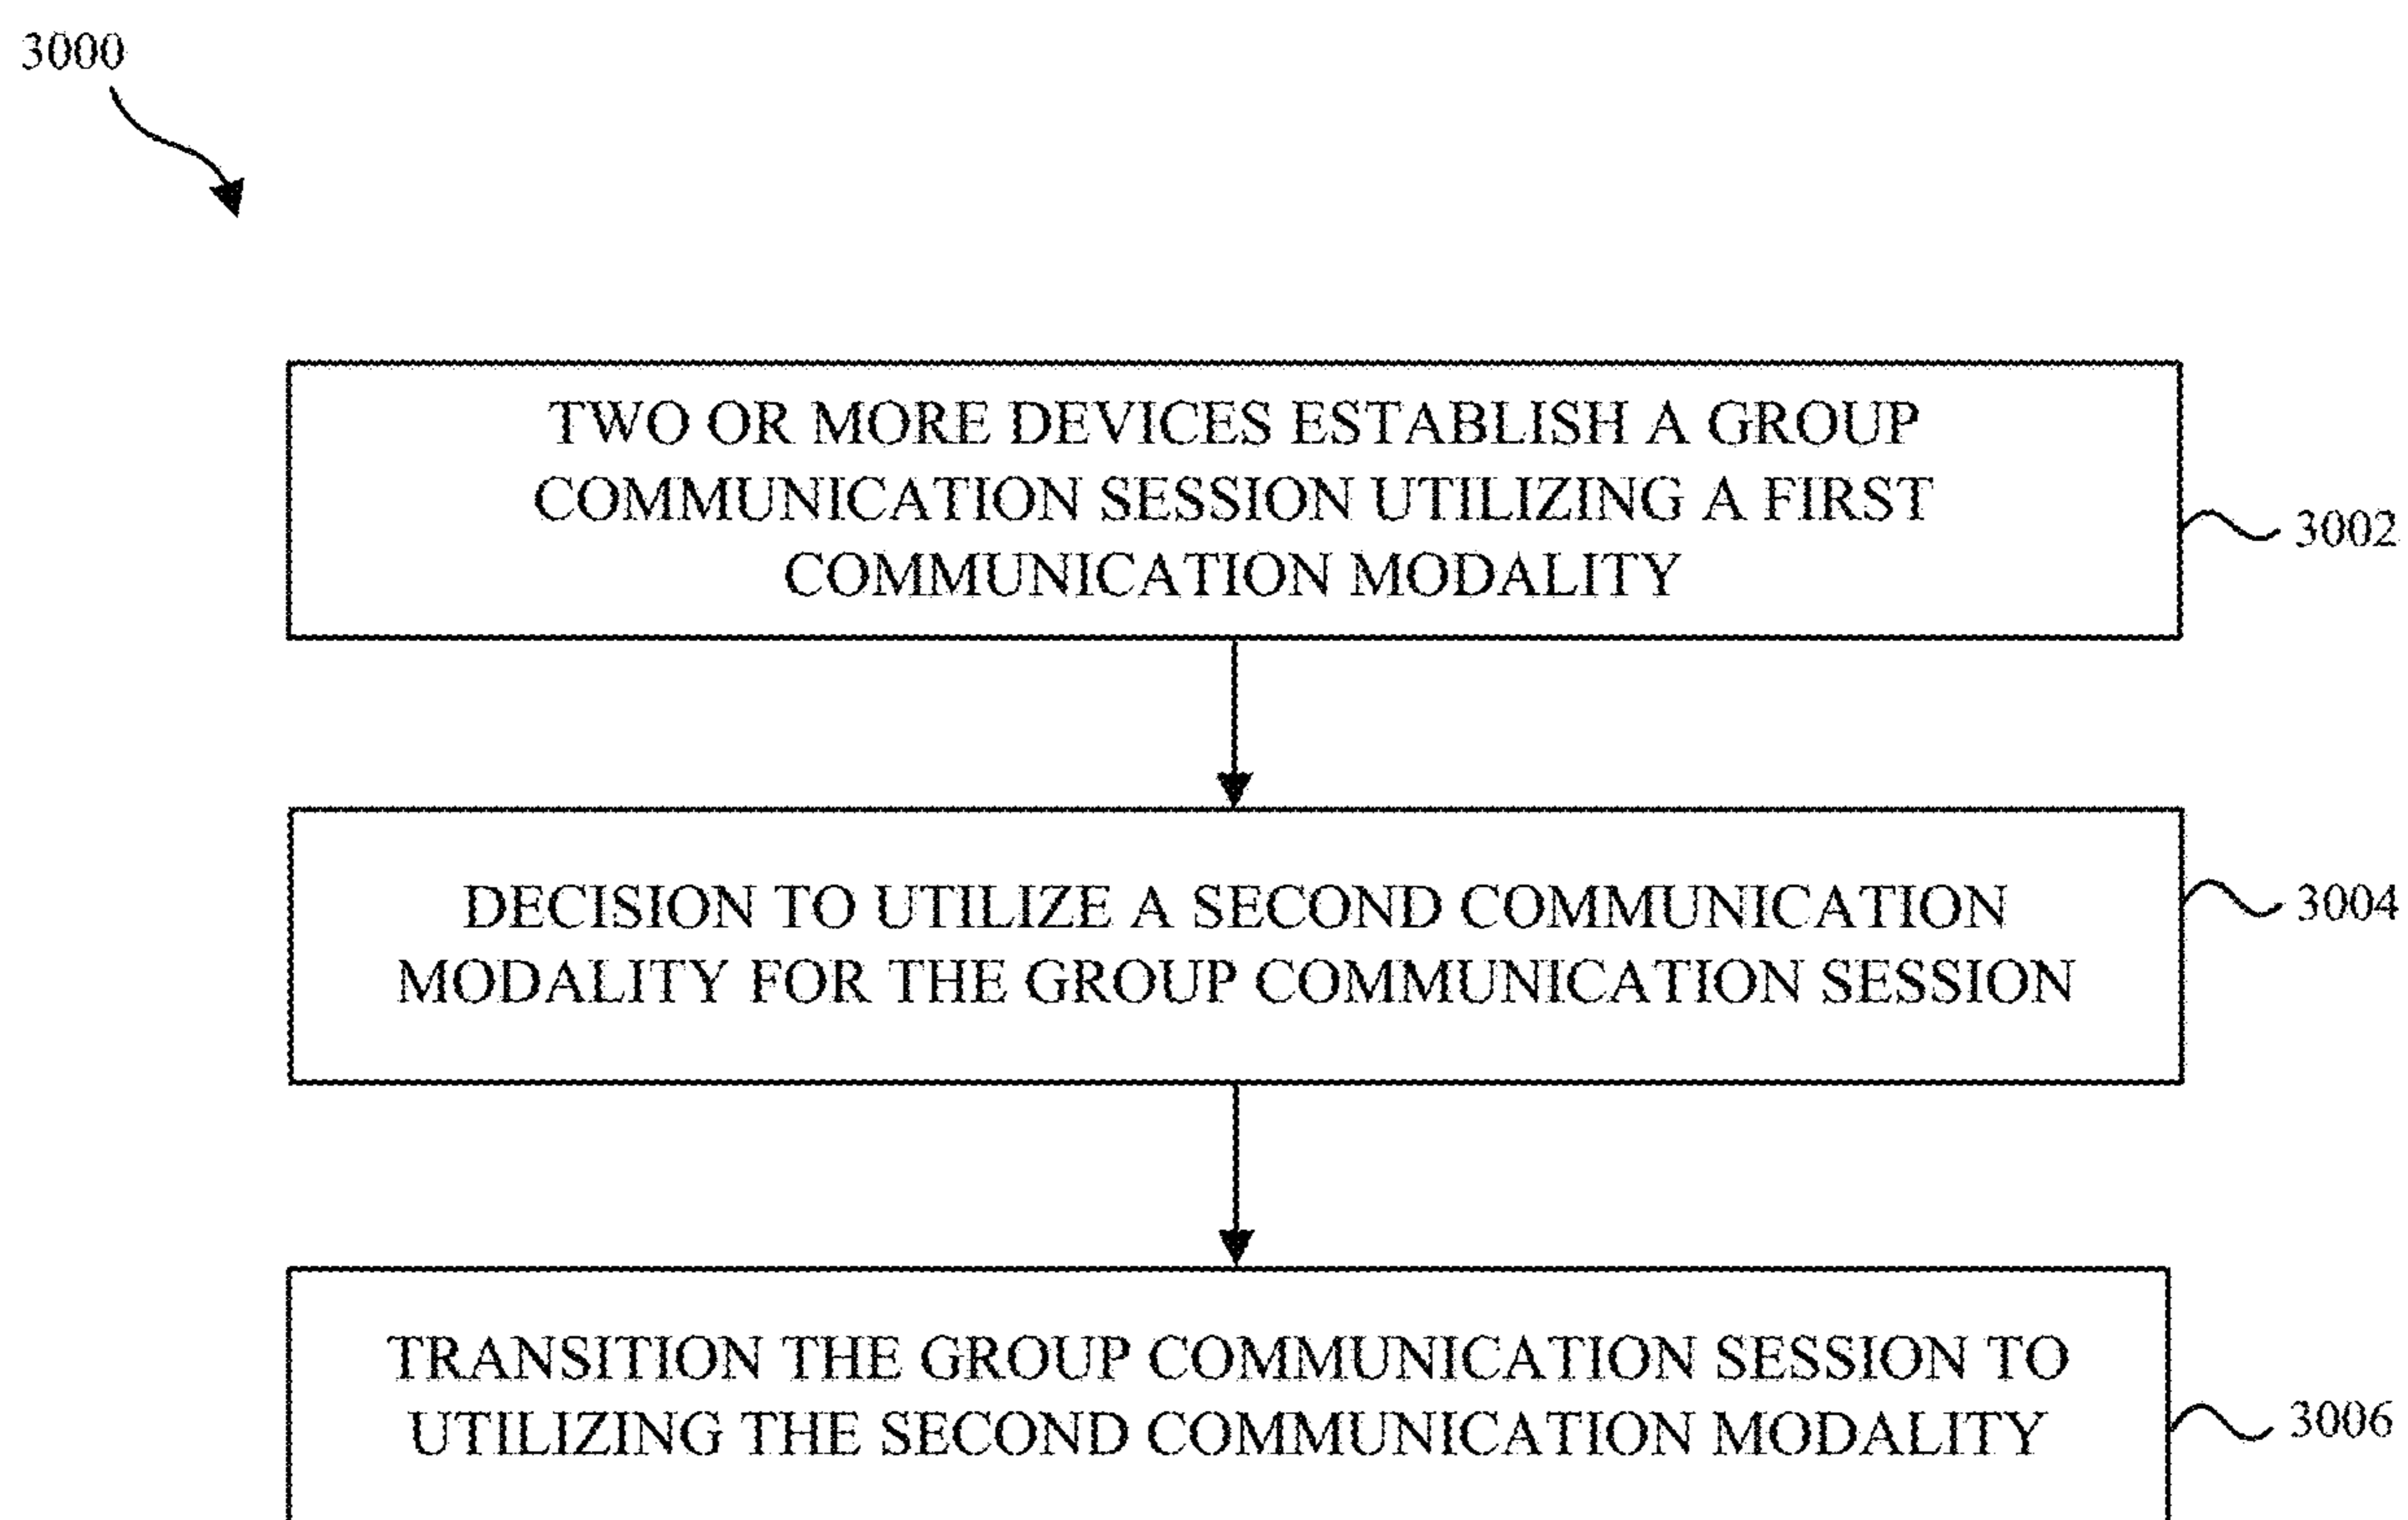 3000
TWO OR MORE DEVICES ESTABLISH A GROUP
COMMUNICATION SESSION UTILIZING A FIRST
COMMUNICATION MODALITY
3002
DECISION TO UTILIZE A SECOND COMMUNICATION
MODALITY FOR THE GROUP COMMUNICATION SESSION
3004
TRANSITION THE GROUP COMMUNICATION SESSION TO
UTILIZING THE SECOND COMMUNICATION MODALITY
3006